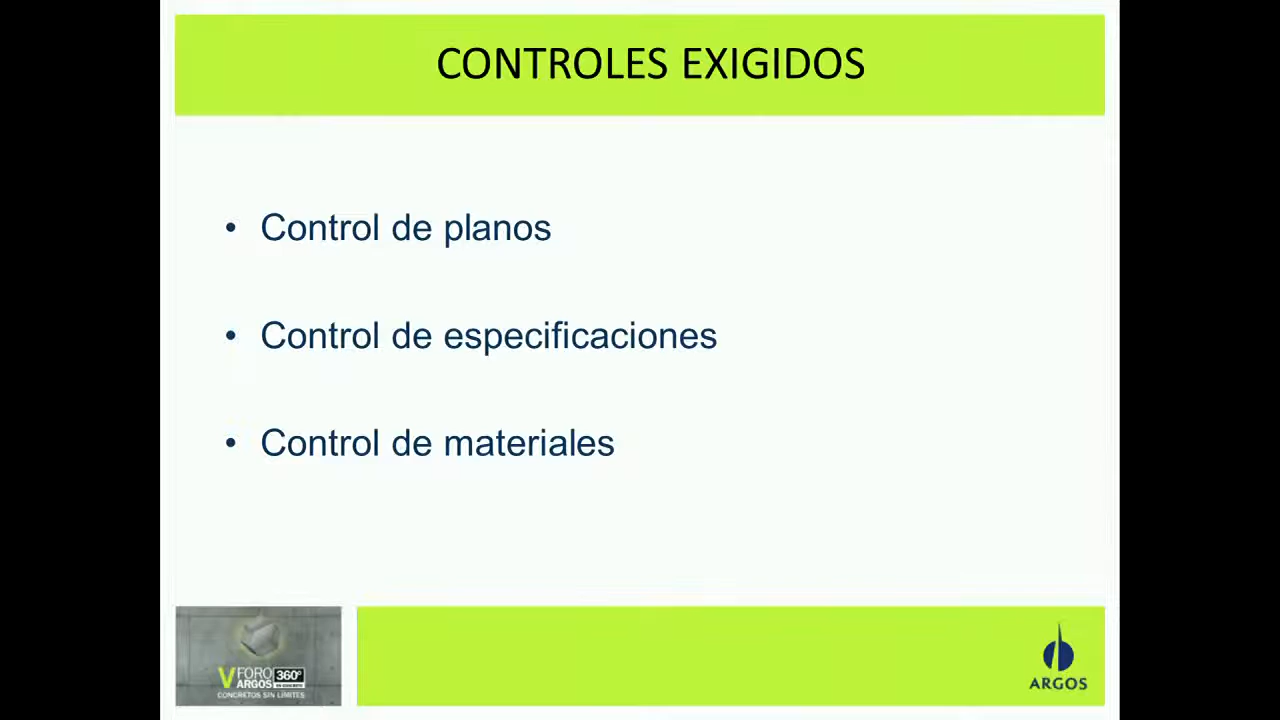 CONTROLES EXIGIDOS
• Control de planos
• Control de especificaciones
• Control de materiales
V FORO ARGOS 360°
CONCRETOS SIN LÍMITES
ARGOS